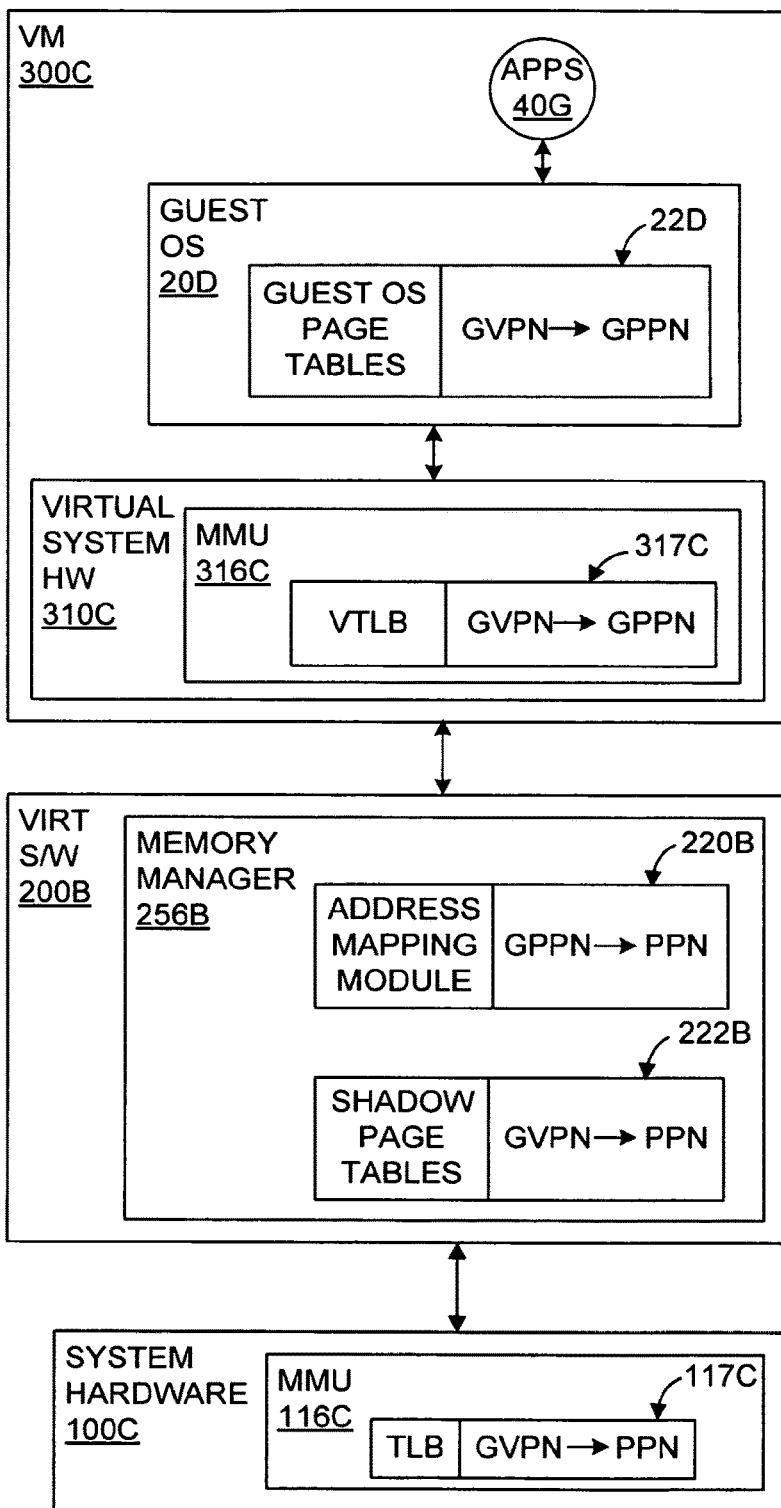 VM
300C
APPS
40G
GUEST
OS
20D
22D
GUEST OS
PAGE
TABLES
GVPN → GPPN
VIRTUAL
SYSTEM
HW
310C
MMU
316C
317C
VTLB
GVPN → GPPN
VIRT
S/W
200B
MEMORY
MANAGER
256B
220B
ADDRESS
MAPPING
MODULE
GPPN → PPN
222B
SHADOW
PAGE
TABLES
GVPN → PPN
SYSTEM
HARDWARE
100C
MMU
116C
117C
TLB
GVPN → PPN